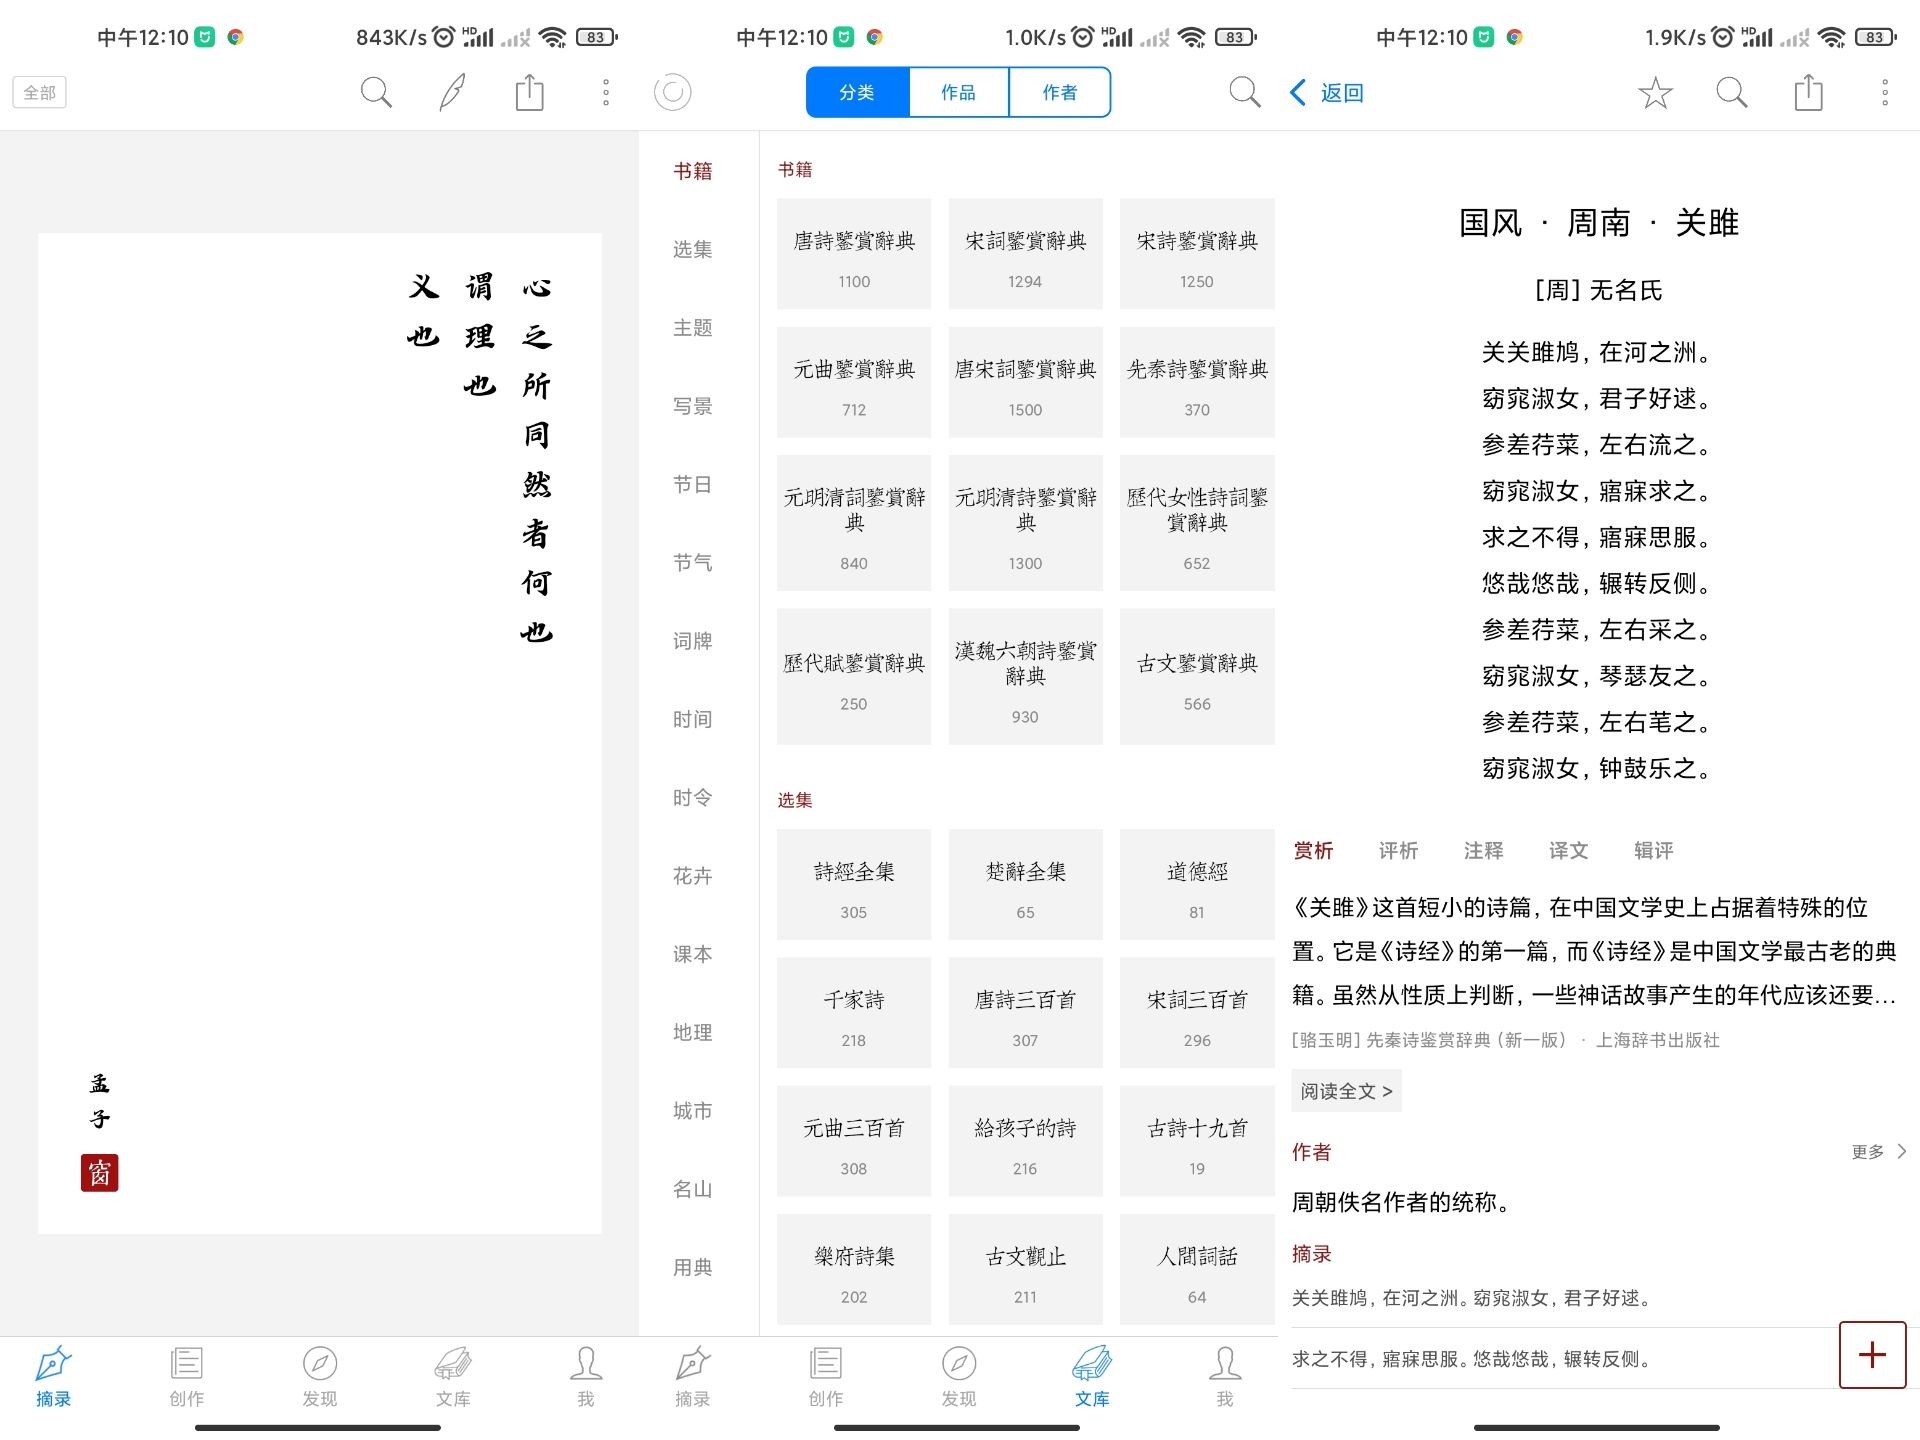 中午12:10
843K/s
HD
83
全部
心之所同然者何也
谓理也
义也
孟子
窗
摘录
创作
发现
文库
我
中午12:10
1.0K/s
HD
83
分类
作品
作者
书籍
选集
主题
写景
节日
节气
词牌
时间
时令
花卉
课本
地理
城市
名山
用典
书籍
唐詩鑒賞辭典
1100
宋詞鑒賞辭典
1294
宋詩鑒賞辭典
1250
元曲鑒賞辭典
712
唐宋詞鑒賞辭典
1500
先秦詩鑒賞辭典
370
元明清詞鑒賞辭
典
840
元明清詩鑒賞辭
典
1300
歷代女性詩詞鑒
賞辭典
652
歷代賦鑒賞辭典
250
漢魏六朝詩鑒賞
辭典
930
古文鑒賞辭典
566
选集
詩經全集
305
楚辭全集
65
道德經
81
千家詩
218
唐詩三百首
307
宋詞三百首
296
元曲三百首
308
給孩子的詩
216
古詩十九首
19
樂府詩集
202
古文觀止
211
人間詞話
64
摘录
创作
发现
文库
我
中午12:10
1.9K/s
HD
83
返回
国风 · 周南 · 关雎
[周] 无名氏
关关雎鸠，在河之洲。
窈窕淑女，君子好逑。
参差荇菜，左右流之。
窈窕淑女，寤寐求之。
求之不得，寤寐思服。
悠哉悠哉，辗转反侧。
参差荇菜，左右采之。
窈窕淑女，琴瑟友之。
参差荇菜，左右芼之。
窈窕淑女，钟鼓乐之。
赏析
评析
注释
译文
辑评
《关雎》这首短小的诗篇，在中国文学史上占据着特殊的位
置。它是《诗经》的第一篇，而《诗经》是中国文学最古老的典
籍。虽然从性质上判断，一些神话故事产生的年代应该还要...
[骆玉明] 先秦诗鉴赏辞典（新一版） · 上海辞书出版社
阅读全文 >
作者
更多 >
周朝佚名作者的统称。
摘录
关关雎鸠，在河之洲。窈窕淑女，君子好逑。
求之不得，寤寐思服。悠哉悠哉，辗转反侧。